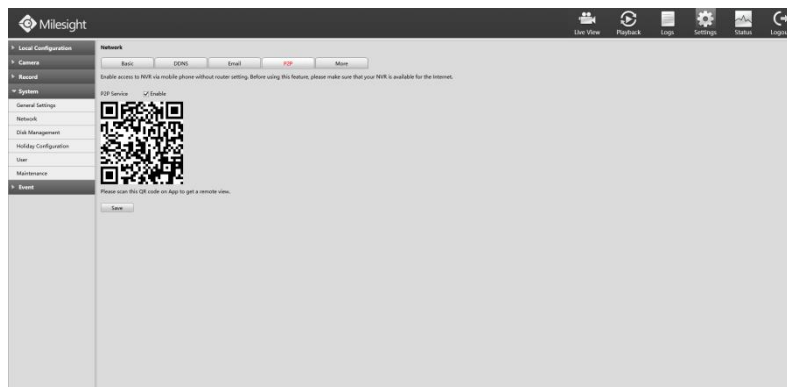 Milesight
Live View
Playback
Logs
Settings
Status
Logou
Local Configuration
Camera
Record
System
General Settings
Network
Disk Management
Holiday Configuration
User
Maintenance
Event
Network
Basic
DDNS
Email
P2P
More
Enable access to NVR via mobile phone without router setting. Before using this feature, please make sure that your NVR is available for the Internet.
P2P Service
Enable
Please scan this QR code on App to get a remote view.
Save